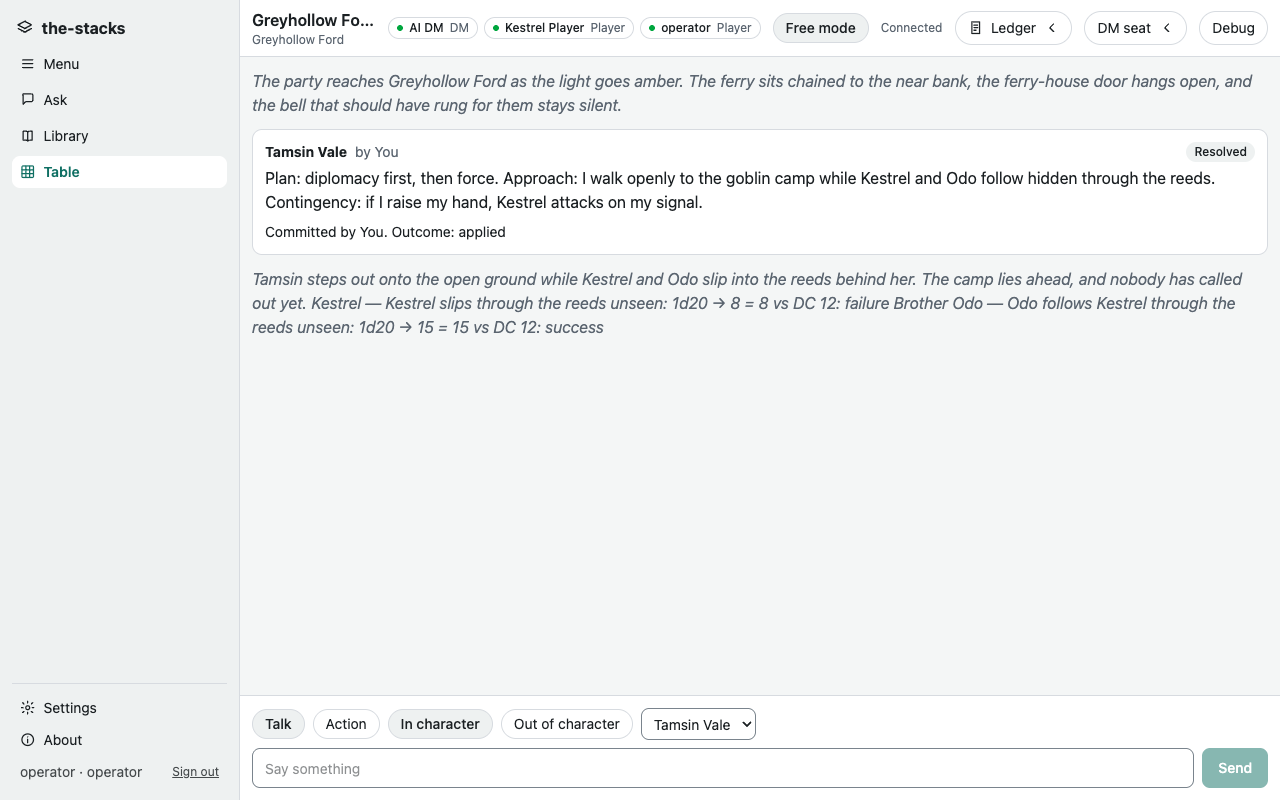 the-stacks
Menu
Ask
Library
Table
Settings
About
operator · operator
Sign out
Greyhollow Fo...
Greyhollow Ford
AI DM DM
Kestrel Player Player
operator Player
Free mode
Connected
Ledger
DM seat
Debug
The party reaches Greyhollow Ford as the light goes amber. The ferry sits chained to the near bank, the ferry-house door hangs open, and
the bell that should have rung for them stays silent.
Tamsin Vale by You
Resolved
Plan: diplomacy first, then force. Approach: I walk openly to the goblin camp while Kestrel and Odo follow hidden through the reeds.
Contingency: if I raise my hand, Kestrel attacks on my signal.
Committed by You. Outcome: applied
Tamsin steps out onto the open ground while Kestrel and Odo slip into the reeds behind her. The camp lies ahead, and nobody has called
out yet. Kestrel — Kestrel slips through the reeds unseen: 1d20 → 8 = 8 vs DC 12: failure Brother Odo — Odo follows Kestrel through the
reeds unseen: 1d20 → 15 = 15 vs DC 12: success
Talk
Action
In character
Out of character
Tamsin Vale
Say something
Send